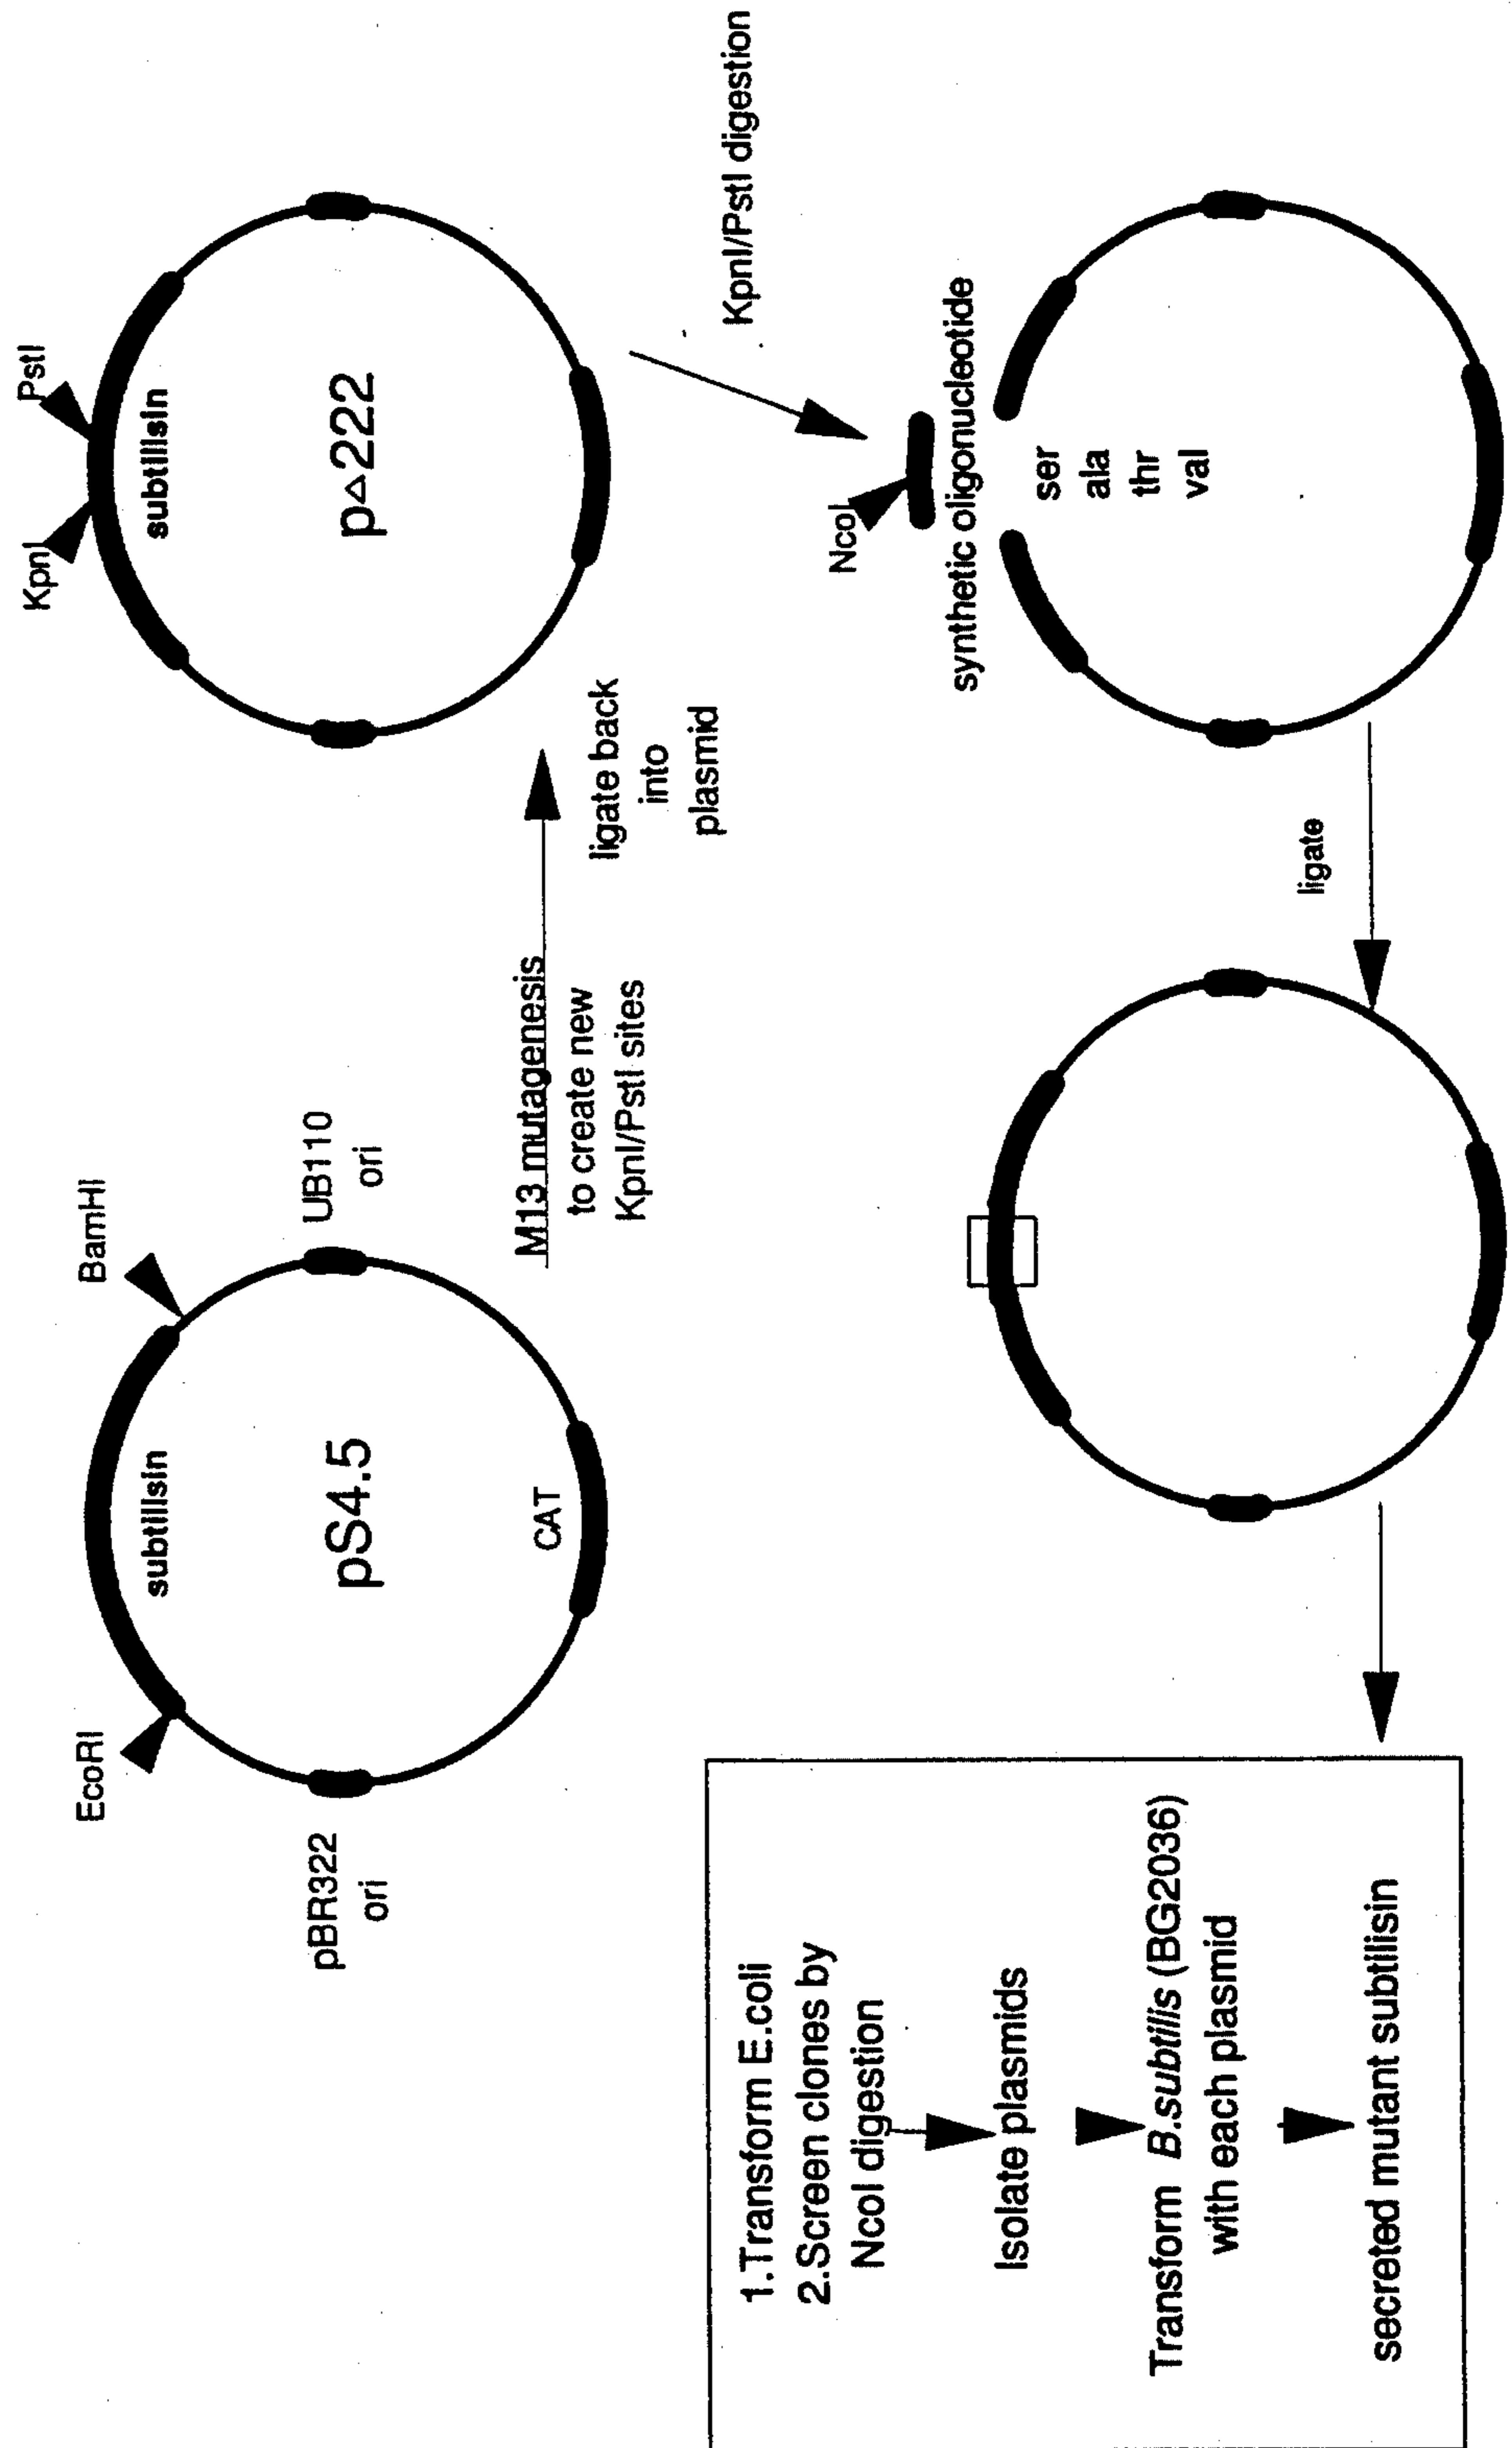 EcoRI
BamHI
subtilisin
pS4.5
pBR322
ori
UB110
ori
CAT
M13 mutagenesis
to create new
KpnI/PstI sites
ligate back
into
plasmid
KpnI
PstI
subtilisin
p△222
KpnI/PstI digestion
NcoI
synthetic oligonucleotide
ser
ala
thr
val
ligate
1.Transform E.coli
2.Screen clones by
NcoI digestion
Isolate plasmids
Transform B.subtilis (BG2036)
with each plasmid
secreted mutant subtilisin